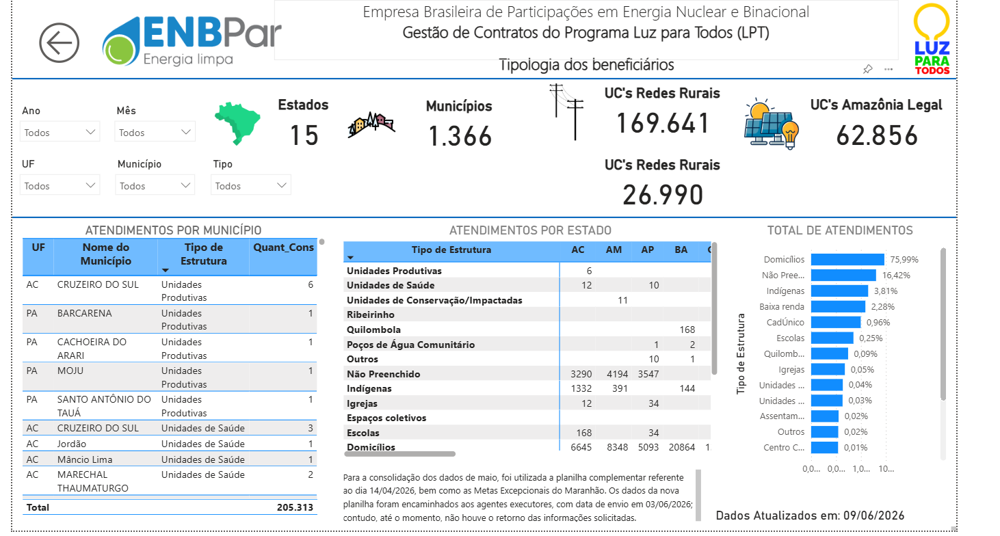 ENBPar
Energia limpa
Empresa Brasileira de Participações em Energia Nuclear e Binacional
Gestão de Contratos do Programa Luz para Todos (LPT)
Tipologia dos beneficiários
LUZ
PARA
TODOS
Ano
Todos
Mês
Todos
UF
Todos
Município
Todos
Tipo
Todos
Estados
15
Municípios
1.366
UC's Redes Rurais
169.641
UC's Redes Rurais
26.990
UC's Amazônia Legal
62.856
ATENDIMENTOS POR MUNICÍPIO
UF Nome do Município Tipo de Estrutura Quant_Cons
AC CRUZEIRO DO SUL Unidades Produtivas 6
PA BARCARENA Unidades Produtivas 1
PA CACHOEIRA DO ARARI Unidades Produtivas 1
PA MOJU Unidades Produtivas 1
PA SANTO ANTÔNIO DO TAUÁ Unidades Produtivas 1
AC CRUZEIRO DO SUL Unidades de Saúde 3
AC Jordão Unidades de Saúde 1
AC Mâncio Lima Unidades de Saúde 1
AC MARECHAL THAUMATURGO Unidades de Saúde 2
Total 205.313
ATENDIMENTOS POR ESTADO
Tipo de Estrutura AC AM AP BA
Unidades Produtivas 6
Unidades de Saúde 12 10
Unidades de Conservação/Impactadas 11
Ribeirinho
Quilombola 168
Poços de Água Comunitário 1 2
Outros 10 1
Não Preenchido 3290 4194 3547
Indígenas 1332 391 144
Igrejas 12 34
Espaços coletivos
Escolas 168 34
Domicílios 6645 8348 5093 20864
Para a consolidação dos dados de maio, foi utilizada a planilha complementar referente
ao dia 14/04/2026, bem como as Metas Excepcionais do Maranhão. Os dados da nova
planilha foram encaminhados aos agentes executores, com data de envio em 03/06/2026;
contudo, até o momento, não houve o retorno das informações solicitadas.
TOTAL DE ATENDIMENTOS
Tipo de Estrutura
Domicílios 75,99%
Não Pree... 16,42%
Indígenas 3,81%
Baixa renda 2,28%
CadÚnico 0,96%
Escolas 0,25%
Quilomb... 0,09%
Igrejas 0,05%
Unidades ... 0,04%
Unidades ... 0,03%
Assentam... 0,02%
Outros 0,02%
Centro C... 0,01%
0,0... 0,0... 1,0... 10...
Dados Atualizados em: 09/06/2026